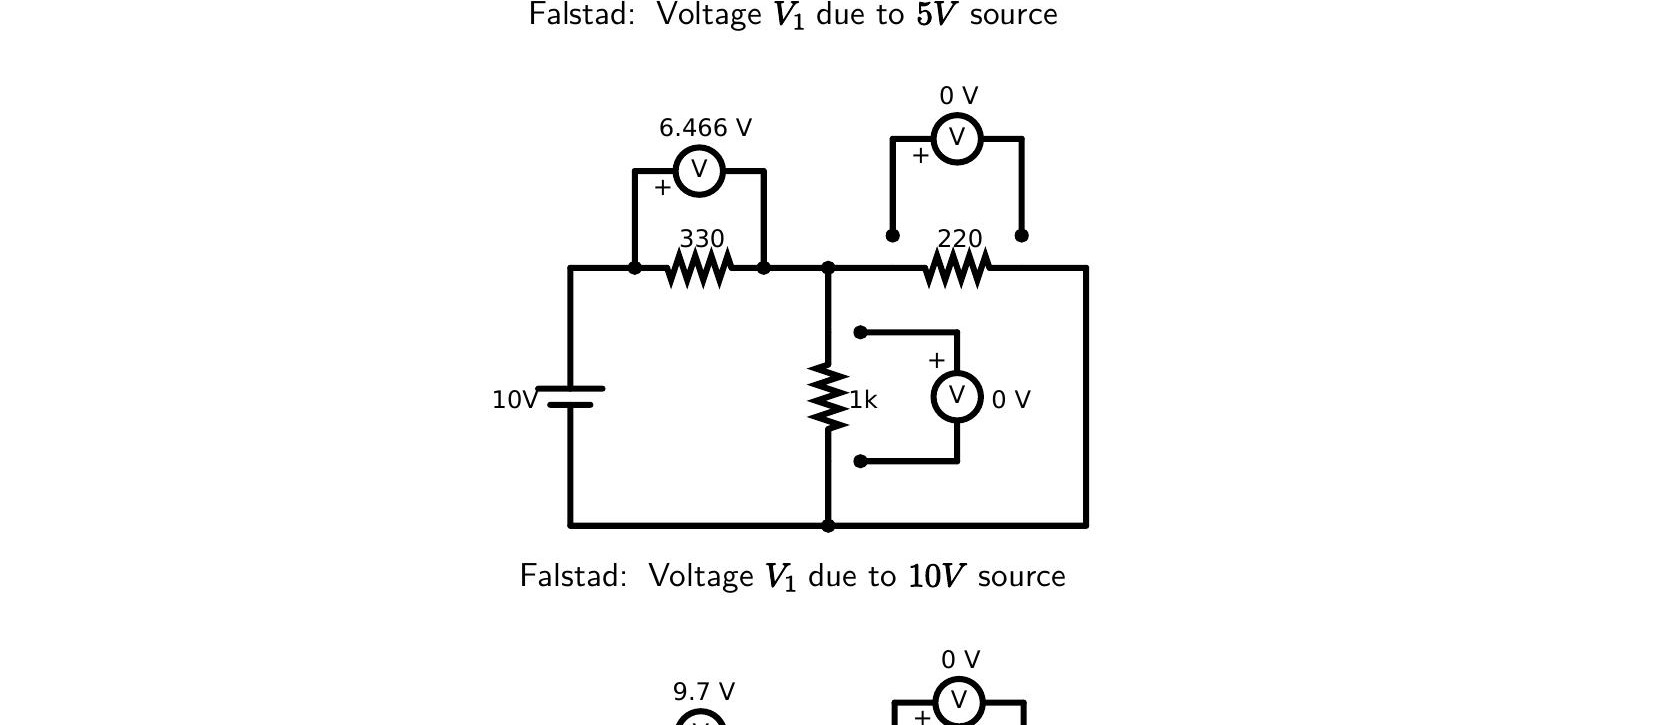 Falstad: Voltage V₁ due to 5V source
0 V
V
+
6.466 V
V
+
330
220
+
10V
1k
V
0 V
Falstad: Voltage V₁ due to 10V source
0 V
9.7 V
V
+